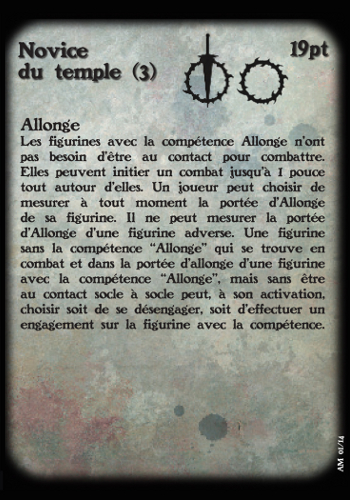 Novice
du temple (3)
19pt
Allonge
Les figurines avec la compétence Allonge n'ont
pas besoin d'être au contact pour combattre.
Elles peuvent initier un combat jusqu'à 1 pouce
tout autour d'elles. Un joueur peut choisir de
mesurer à tout moment la portée d'Allonge
de sa figurine. Il ne peut mesurer la portée
d'Allonge d'une figurine adverse. Une figurine
sans la compétence "Allonge" qui se trouve en
combat et dans la portée d'allonge d'une figurine
avec la compétence "Allonge", mais sans être
au contact socle à socle peut, à son activation,
choisir soit de se désengager, soit d'effectuer un
engagement sur la figurine avec la compétence.
AM 01/14